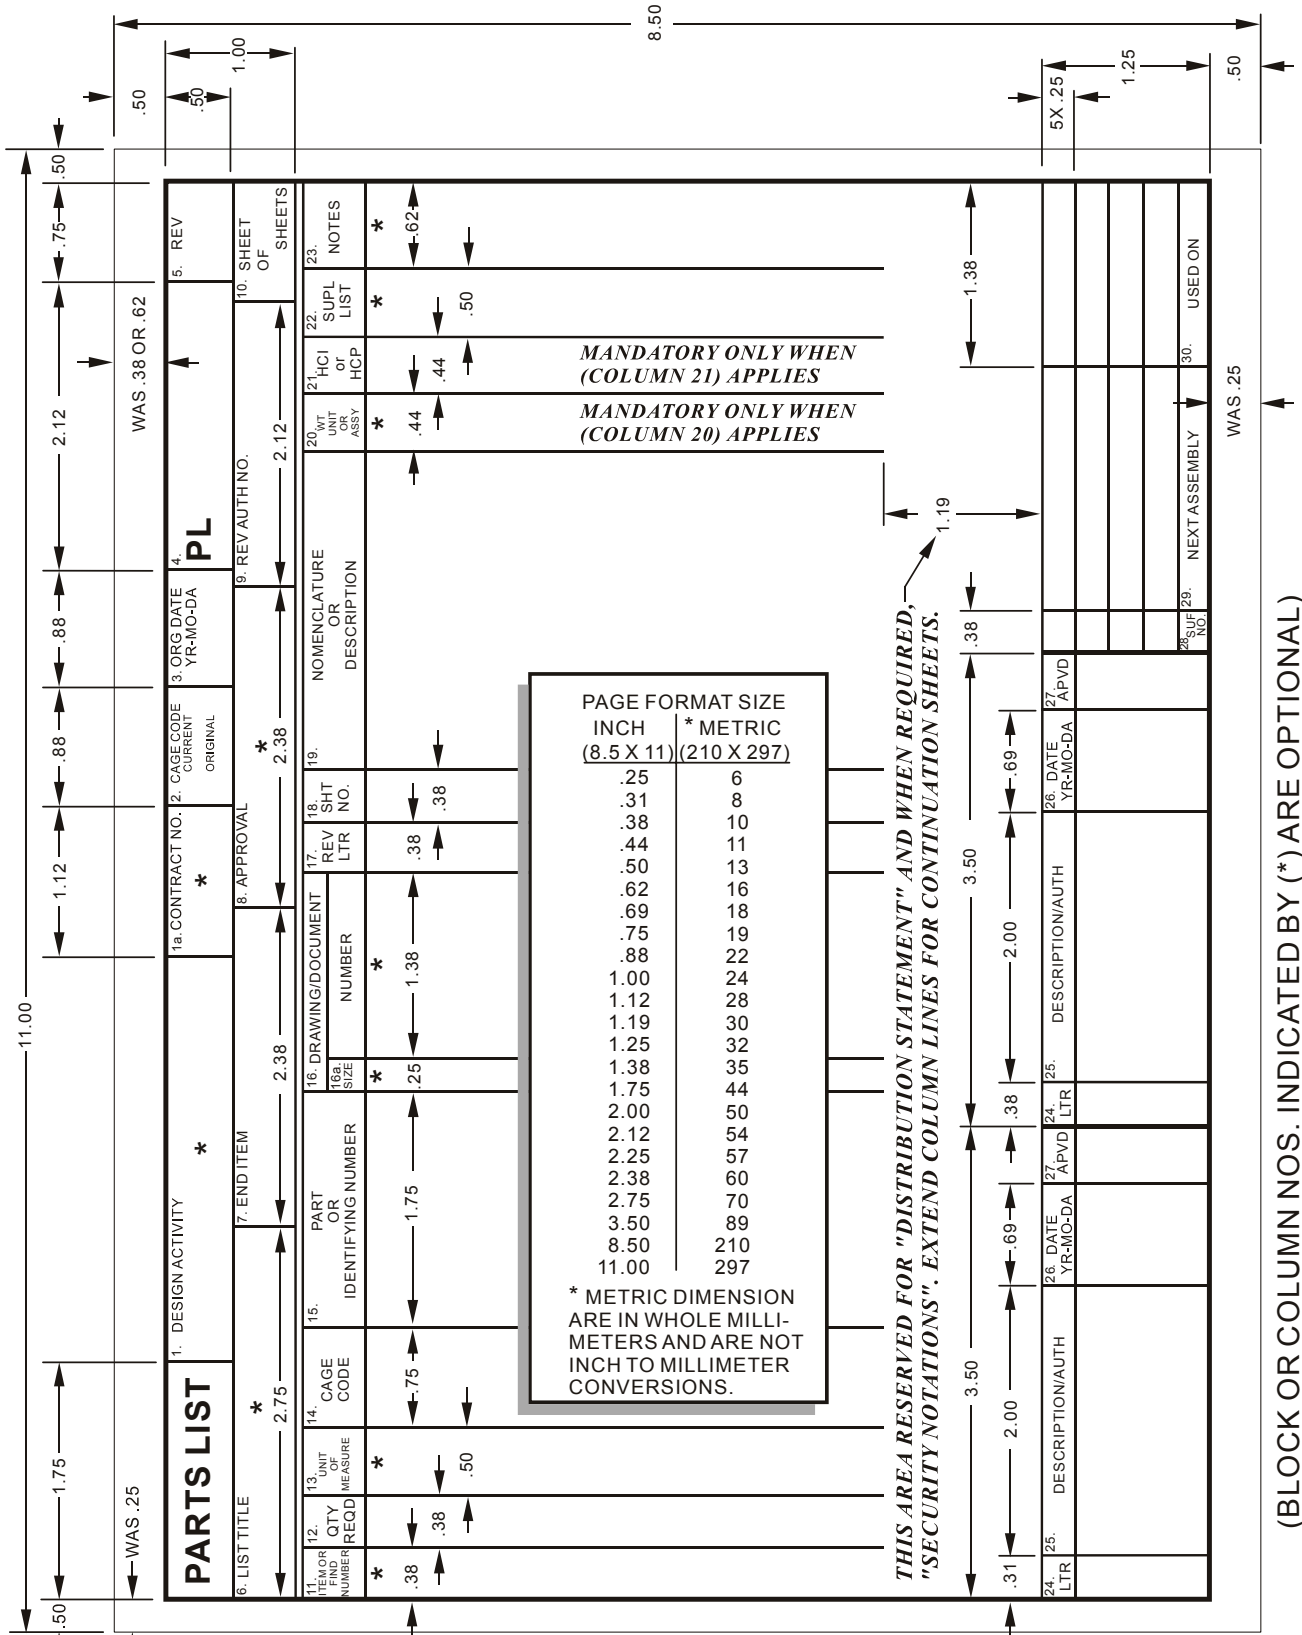 11.00
.50
1.75
1.12
.88
.88
2.12
.75
.50
WAS .25
WAS .38 OR .62
.50
.50
1.00
8.50
PARTS LIST
1. DESIGN ACTIVITY
*
1a. CONTRACT NO.
*
2. CAGE CODE
CURRENT
ORIGINAL
3. ORG DATE
YR-MO-DA
4.
PL
5. REV
6. LIST TITLE
*
2.75
7. END ITEM
2.38
8. APPROVAL
*
2.38
9. REV AUTH NO.
2.12
10. SHEET
OF
SHEETS
11.
ITEM OR
FIND
NUMBER
*
.38
12.
QTY
REQD
.38
13.
UNIT
OF
MEASURE
*
.50
14.
CAGE
CODE
.75
15.
PART
OR
IDENTIFYING NUMBER
1.75
16. DRAWING/DOCUMENT
16a.
SIZE
*
.25
NUMBER
*
1.38
17.
REV
LTR
.38
18.
SHT
NO.
.38
19.
NOMENCLATURE
OR
DESCRIPTION
20.
WT
UNIT
OR
ASSY
*
.44
21
HCI
or
HCP
.44
22.
SUPL
LIST
*
.50
23.
NOTES
*
.62
MANDATORY ONLY WHEN
(COLUMN 21) APPLIES
MANDATORY ONLY WHEN
(COLUMN 20) APPLIES
PAGE FORMAT SIZE
INCH * METRIC
(8.5 X 11) (210 X 297)
.25 6
.31 8
.38 10
.44 11
.50 13
.62 16
.69 18
.75 19
.88 22
1.00 24
1.12 28
1.19 30
1.25 32
1.38 35
1.75 44
2.00 50
2.12 54
2.25 57
2.38 60
2.75 70
3.50 89
8.50 210
11.00 297
* METRIC DIMENSION
ARE IN WHOLE MILLI-
METERS AND ARE NOT
INCH TO MILLIMETER
CONVERSIONS.
THIS AREA RESERVED FOR "DISTRIBUTION STATEMENT" AND WHEN REQUIRED,
"SECURITY NOTATIONS". EXTEND COLUMN LINES FOR CONTINUATION SHEETS.
1.19
3.50
3.50
.38
1.38
.31
2.00
.69
.38
2.00
.69
5X .25
1.25
.50
24.
LTR
25.
DESCRIPTION/AUTH
26. DATE
YR-MO-DA
27.
APVD
24.
LTR
25.
DESCRIPTION/AUTH
26. DATE
YR-MO-DA
27.
APVD
28
SUF
NO.
29.
NEXT ASSEMBLY
30.
USED ON
WAS .25
(BLOCK OR COLUMN NOS. INDICATED BY (*) ARE OPTIONAL)